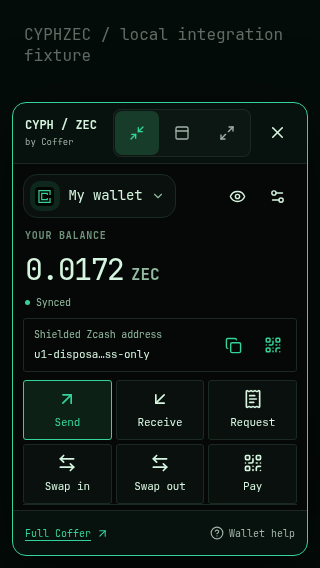 CYPHZEC / local integration
fixture
CYPH / ZEC
by Coffer
My wallet
YOUR BALANCE
0.0172 ZEC
Synced
Shielded Zcash address
u1-disposa…ss-only
Send
Receive
Request
Swap in
Swap out
Pay
Full Coffer
Wallet help